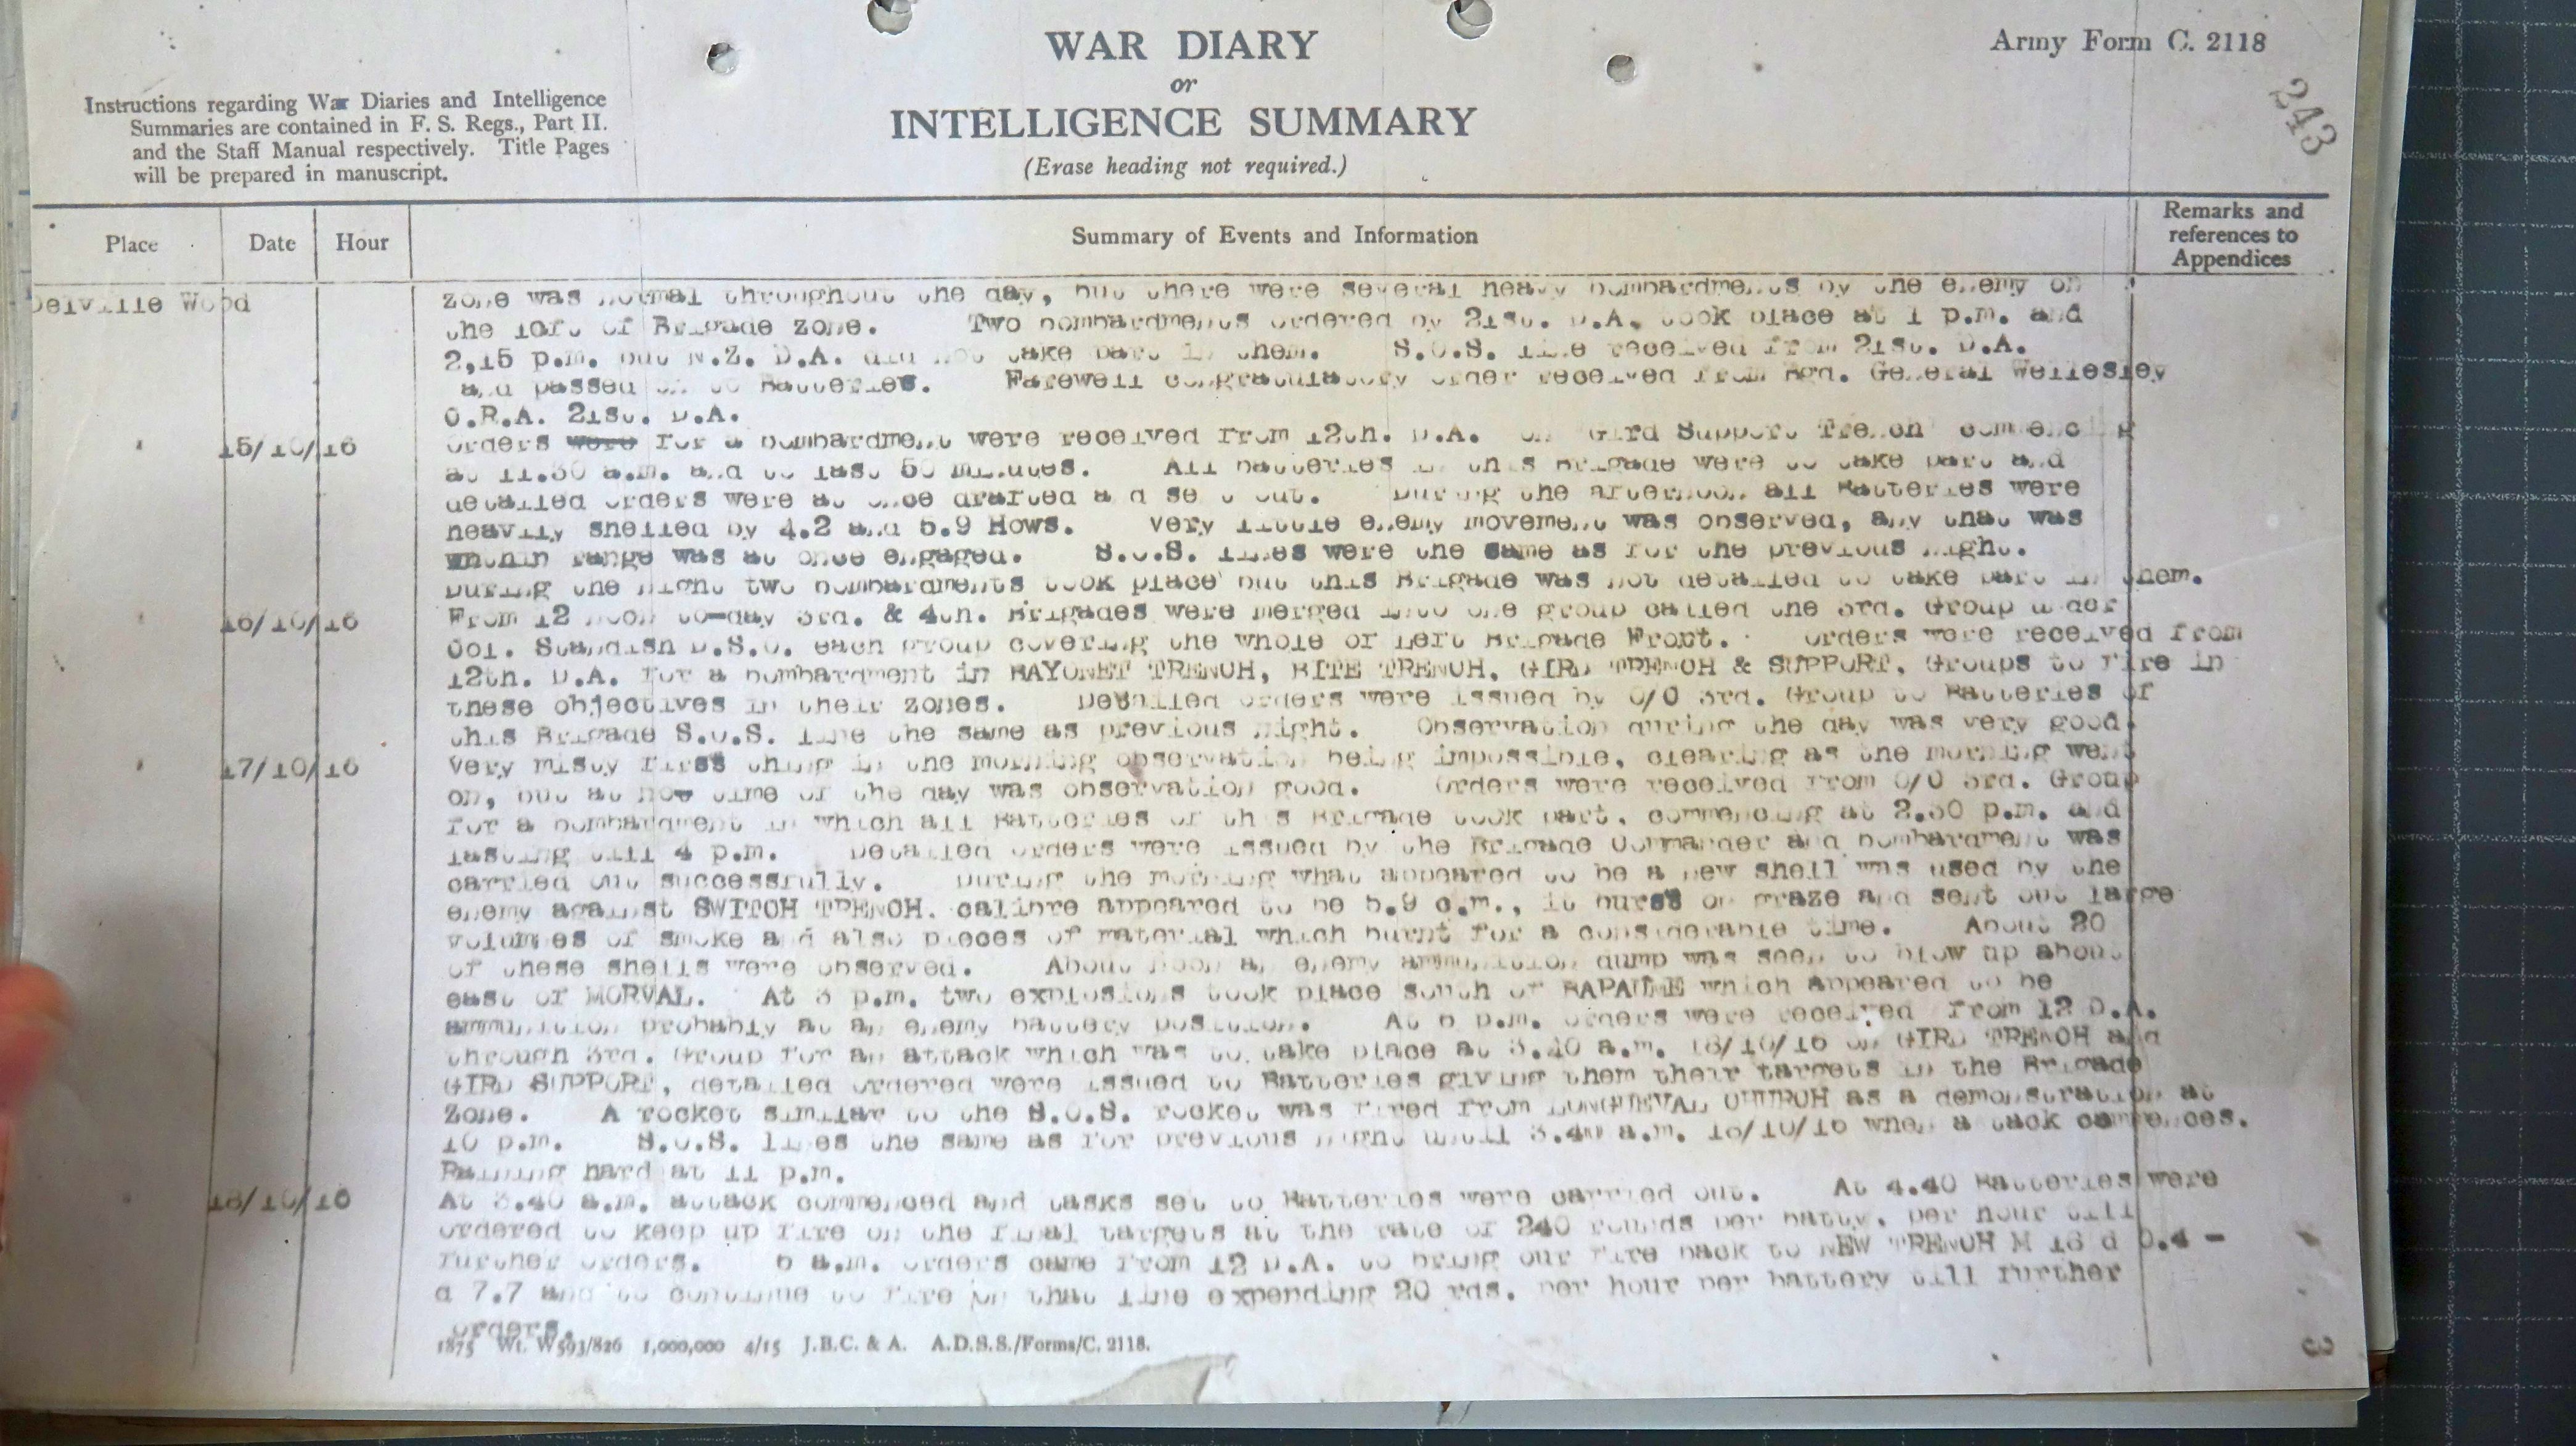 WAR DIARY
or
INTELLIGENCE SUMMARY
(Erase heading not required.)
Army Form C. 2118
243
Instructions regarding War Diaries and Intelligence
Summaries are contained in F. S. Regs., Part II.
and the Staff Manual respectively. Title Pages
will be prepared in manuscript.
Place
Date
Hour
Summary of Events and Information
Remarks and
references to
Appendices
Delville Wood
zone was normal throughout the day, but there were several heavy bombardments by the enemy on
the left of Brigade zone. Two bombardments ordered by 21st. D.A. took place at 1 p.m. and
2,15 p.m. but N.Z. D.A. did not take part in them. S.O.S. line received from 21st. D.A.
and passed on to Batteries. Farewell congratulatory order received from Bgd. General Wellesley
C.R.A. 21st. D.A.
" 15/10/16 Orders were for a bombardment were received from 12th. D.A. on Gird Support Trench commencing
at 11.30 a.m. and to last 50 minutes. All batteries in this Brigade were to take part and
detailed orders were at once drafted and sent out. During the afternoon all Batteries were
heavily shelled by 4.2 and 5.9 Hows. Very little enemy movement was observed, any that was
within range was at once engaged. S.O.S. lines were the same as for the previous night.
During the night two bombardments took place but this Brigade was not detailed to take part in them.
" 16/10/16 From 12 noon to-day 3rd. & 4th. Brigades were merged into one group called the 3rd. Group under
Col. Standish D.S.O. each group covering the whole of Left Brigade Front. Orders were received from
12th. D.A. for a bombardment in BAYONET TRENCH, BITE TRENCH, GIRD TRENCH & SUPPORT, Groups to fire in
these objectives in their zones. Detailed orders were issued by O/C 3rd. Group to Batteries of
this Brigade S.O.S. line the same as previous night. Observation during the day was very good.
" 17/10/16 Very misty first thing in the morning observation being impossible, clearing as the morning went
on, but at no time of the day was observation good. Orders were received from O/C 3rd. Group
for a bombardment in which all Batteries of this Brigade took part, commencing at 2.30 p.m. and
lasting till 4 p.m. Detailed orders were issued by the Brigade Commander and bombardment was
carried out successfully. During the morning what appeared to be a new shell was used by the
enemy against SWITCH TRENCH, calibre appeared to be 5.9 c.m., it burst on graze and sent out large
volumes of smoke and also pieces of material which burnt for a considerable time. About 20
of these shells were observed. About noon an enemy ammunition dump was seen to blow up about
east of MORVAL. At 3 p.m. two explosions took place south of BAPAUME which appeared to be
ammunition probably at an enemy battery position. At 6 p.m. orders were received from 12 D.A.
through 3rd. Group for an attack which was to take place at 3.40 a.m. 18/10/16 on GIRD TRENCH and
GIRD SUPPORT, detailed ordered were issued to Batteries giving them their targets in the Brigade
Zone. A rocket similar to the S.O.S. rocket was fired from LONGUEVAL CHURCH as a demonstration at
10 p.m. S.O.S. lines the same as for previous night until 3.40 a.m. 18/10/16 when attack commences.
Raining hard at 11 p.m.
" 18/10/16 At 3.40 a.m. attack commenced and tasks set to Batteries were carried out. At 4.40 Batteries were
ordered to keep up fire on the final targets at the rate of 240 rounds per batty. per hour till
further orders. 6 a.m. orders came from 12 D.A. to bring our fire back to NEW TRENCH M 18 d 0.4 -
d 7.7 and to continue to fire on that line expending 20 rds. per hour per battery till further
orders.
1875 Wt. W593/826 1,000,000 4/15 J.B.C. & A. A.D.S.S./Forms/C. 2118.
3